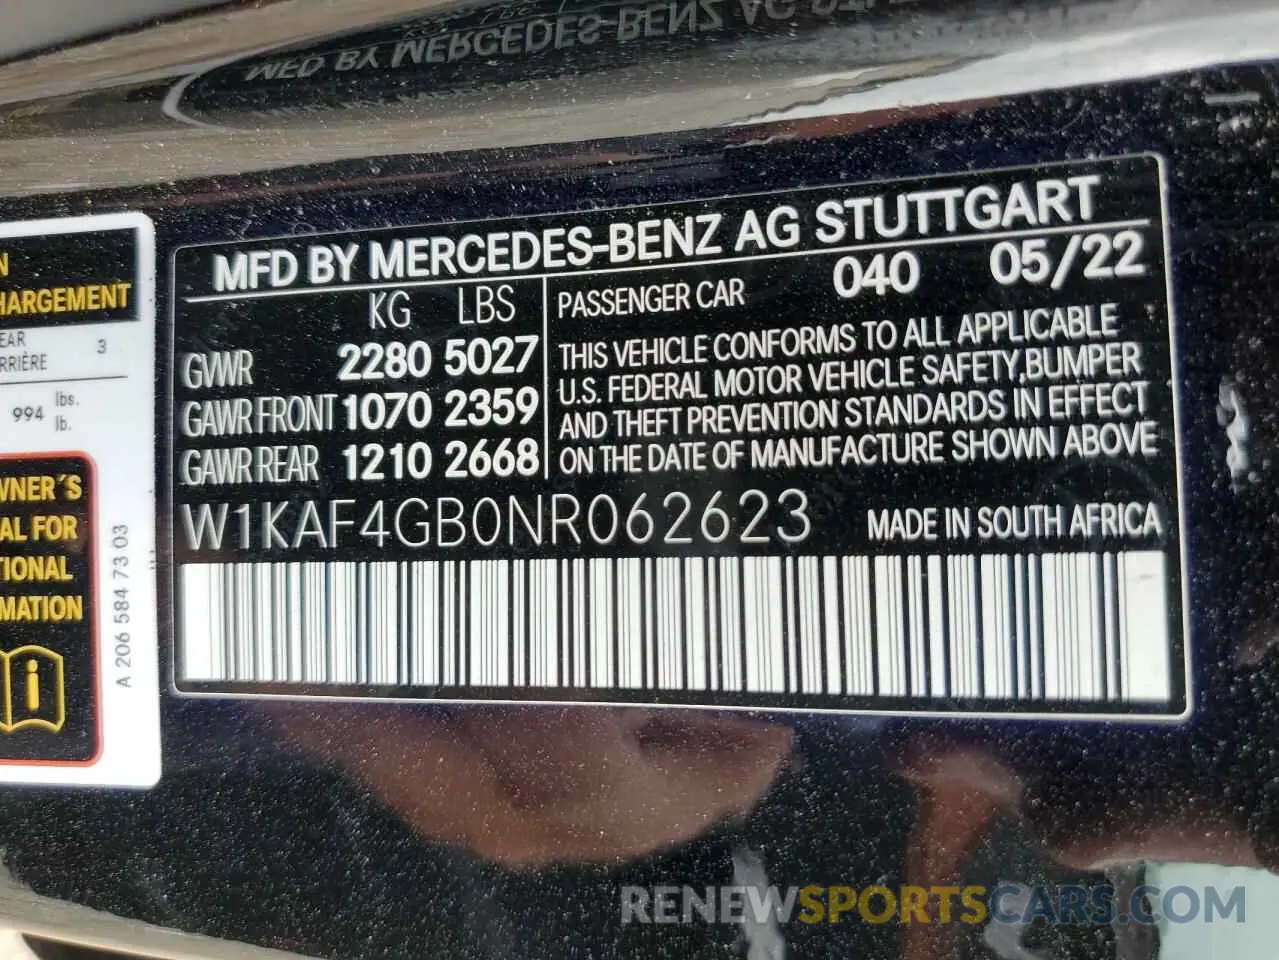 MFD BY MERCEDES-BENZ AG STUTTGART
KG LBS
PASSENGER CAR 040 05/22
GWR 2280 5027
GAWR FRONT 1070 2359
GAWR REAR 1210 2668
THIS VEHICLE CONFORMS TO ALL APPLICABLE
U.S. FEDERAL MOTOR VEHICLE SAFETY, BUMPER
AND THEFT PREVENTION STANDARDS IN EFFECT
ON THE DATE OF MANUFACTURE SHOWN ABOVE
W1KAF4GB0NR062623 MADE IN SOUTH AFRICA
HARGEMENT
3
994 lbs.
lb.
WNER´S
AL FOR
TIONAL
MATION
A 206 584 73 03
MFD BY MERCEDES-BENZ AG
RENEWSPORTSCARS.COM